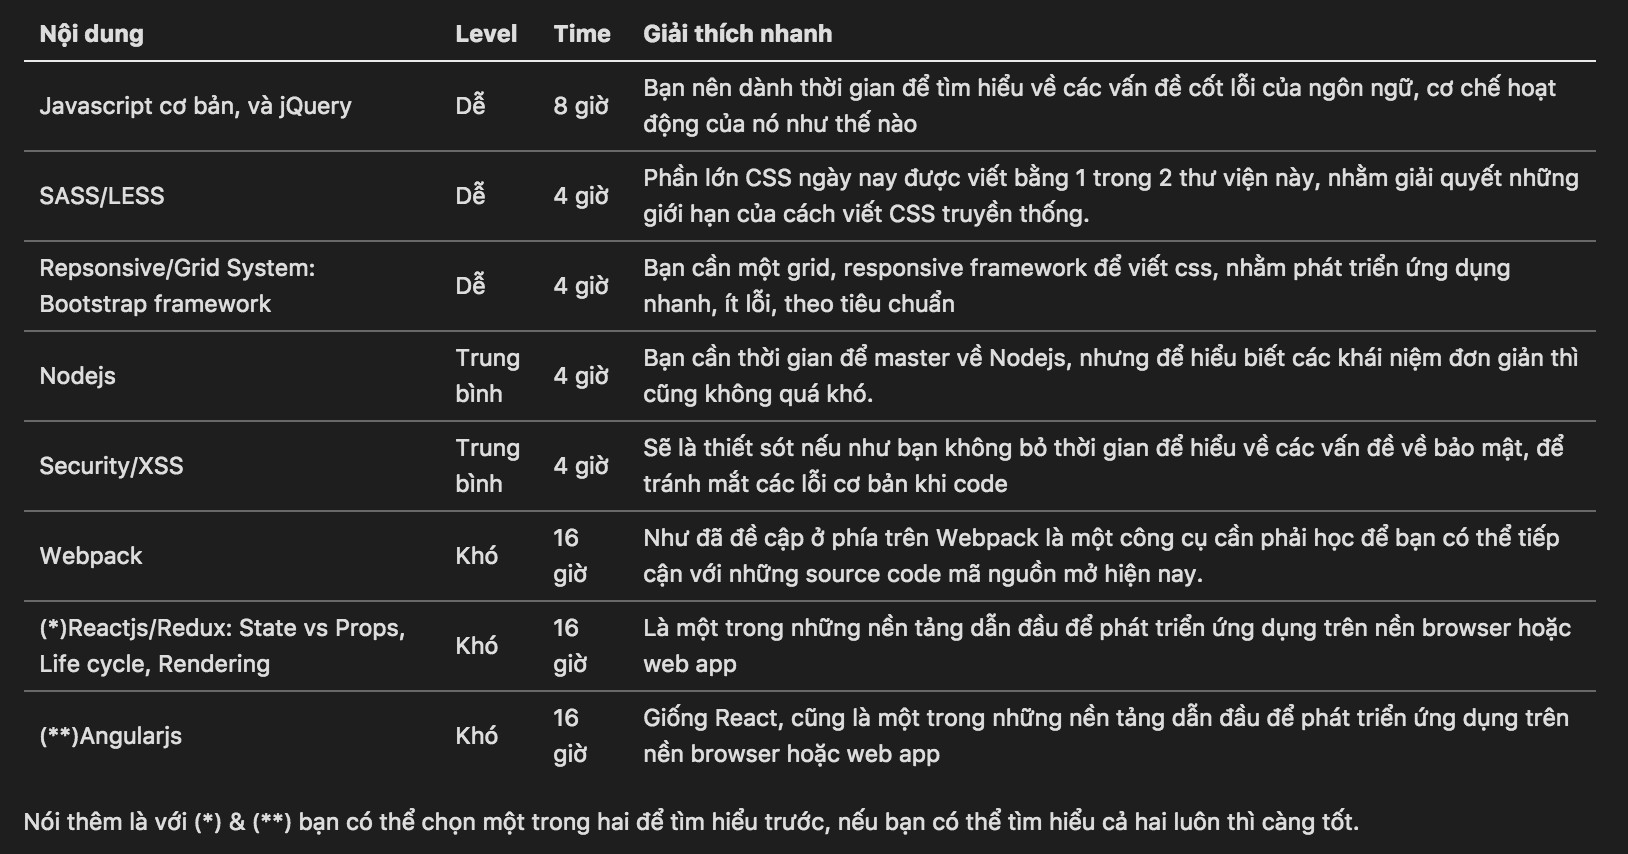 Nội dung Level Time Giải thích nhanh
Javascript cơ bản, và jQuery Dễ 8 giờ Bạn nên dành thời gian để tìm hiểu về các vấn đề cốt lỗi của ngôn ngữ, cơ chế hoạt
động của nó như thế nào
SASS/LESS Dễ 4 giờ Phần lớn CSS ngày nay được viết bằng 1 trong 2 thư viện này, nhằm giải quyết những
giới hạn của cách viết CSS truyền thống.
Repsonsive/Grid System:
Bootstrap framework
Dễ 4 giờ
Bạn cần một grid, responsive framework để viết css, nhằm phát triển ứng dụng
nhanh, ít lỗi, theo tiêu chuẩn
Nodejs
Trung
bình
4 giờ
Bạn cần thời gian để master về Nodejs, nhưng để hiểu biết các khái niệm đơn giản thì
cũng không quá khó.
Security/XSS
Trung
bình
4 giờ
Sẽ là thiết sót nếu như bạn không bỏ thời gian để hiểu về các vấn đề về bảo mật, để
tránh mắt các lỗi cơ bản khi code
Webpack
Khó
16
giờ
Như đã đề cập ở phía trên Webpack là một công cụ cần phải học để bạn có thể tiếp
cận với những source code mã nguồn mở hiện nay.
(*)Reactjs/Redux: State vs Props,
Life cycle, Rendering
Khó
16
giờ
Là một trong những nền tảng dẫn đầu để phát triển ứng dụng trên nền browser hoặc
web app
(**)Angularjs
Khó
16
giờ
Giống React, cũng là một trong những nền tảng dẫn đầu để phát triển ứng dụng trên
nền browser hoặc web app
Nói thêm là với (*) & (**) bạn có thể chọn một trong hai để tìm hiểu trước, nếu bạn có thể tìm hiểu cả hai luôn thì càng tốt.